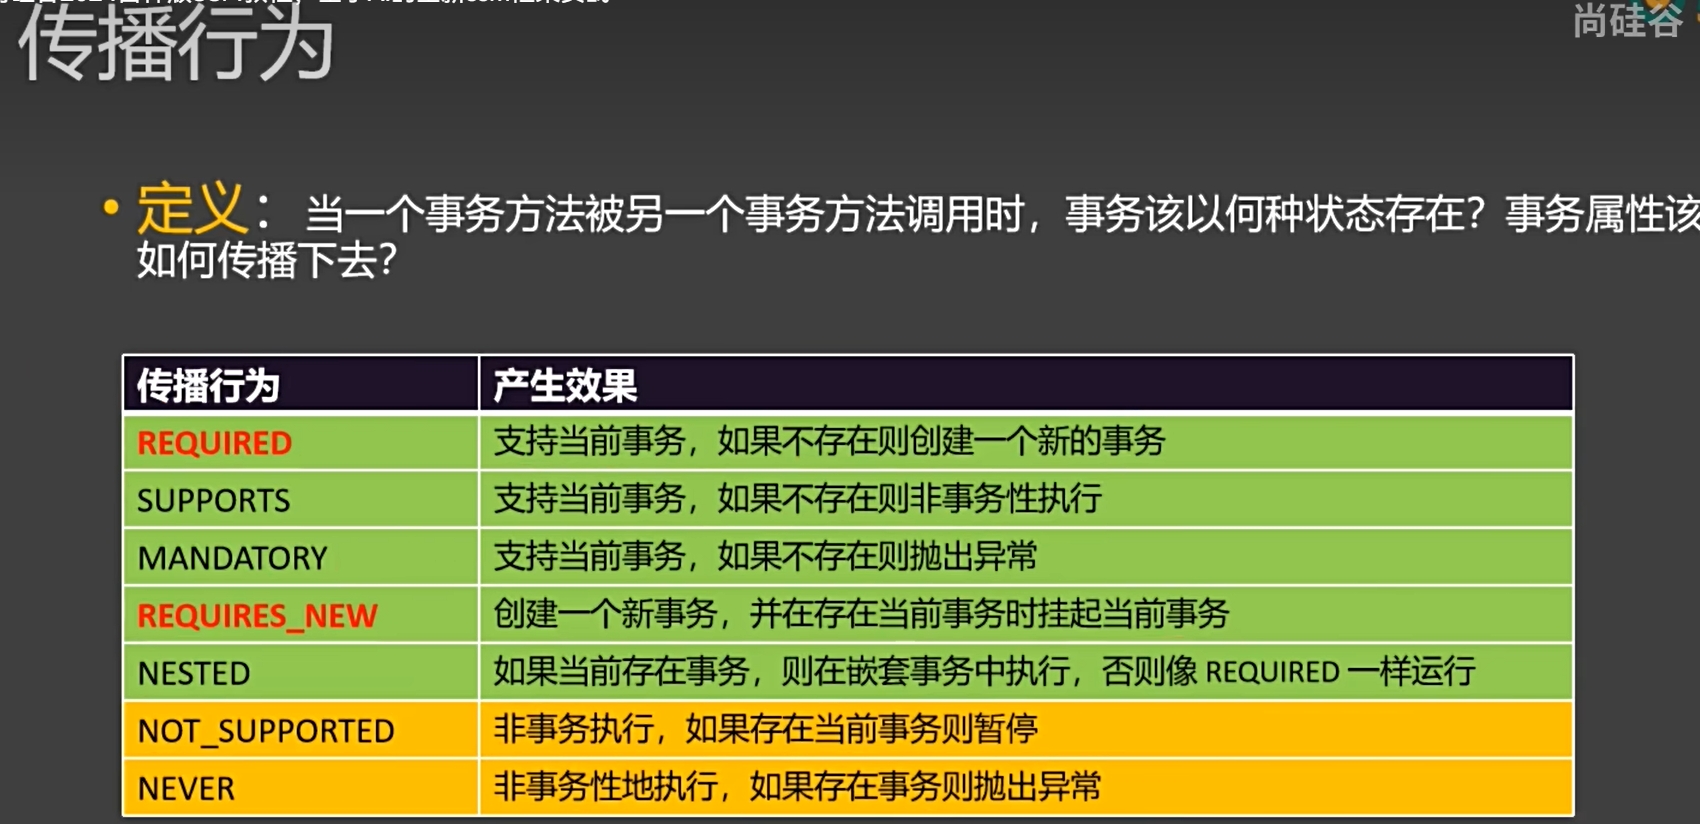 传播行为
尚硅谷
• 定义： 当一个事务方法被另一个事务方法调用时，事务该以何种状态存在？事务属性该
如何传播下去？
传播行为 产生效果
REQUIRED 支持当前事务，如果不存在则创建一个新的事务
SUPPORTS 支持当前事务，如果不存在则非事务性执行
MANDATORY 支持当前事务，如果不存在则抛出异常
REQUIRES_NEW 创建一个新事务，并在存在当前事务时挂起当前事务
NESTED 如果当前存在事务，则在嵌套事务中执行，否则像 REQUIRED 一样运行
NOT_SUPPORTED 非事务执行，如果存在当前事务则暂停
NEVER 非事务性地执行，如果存在事务则抛出异常